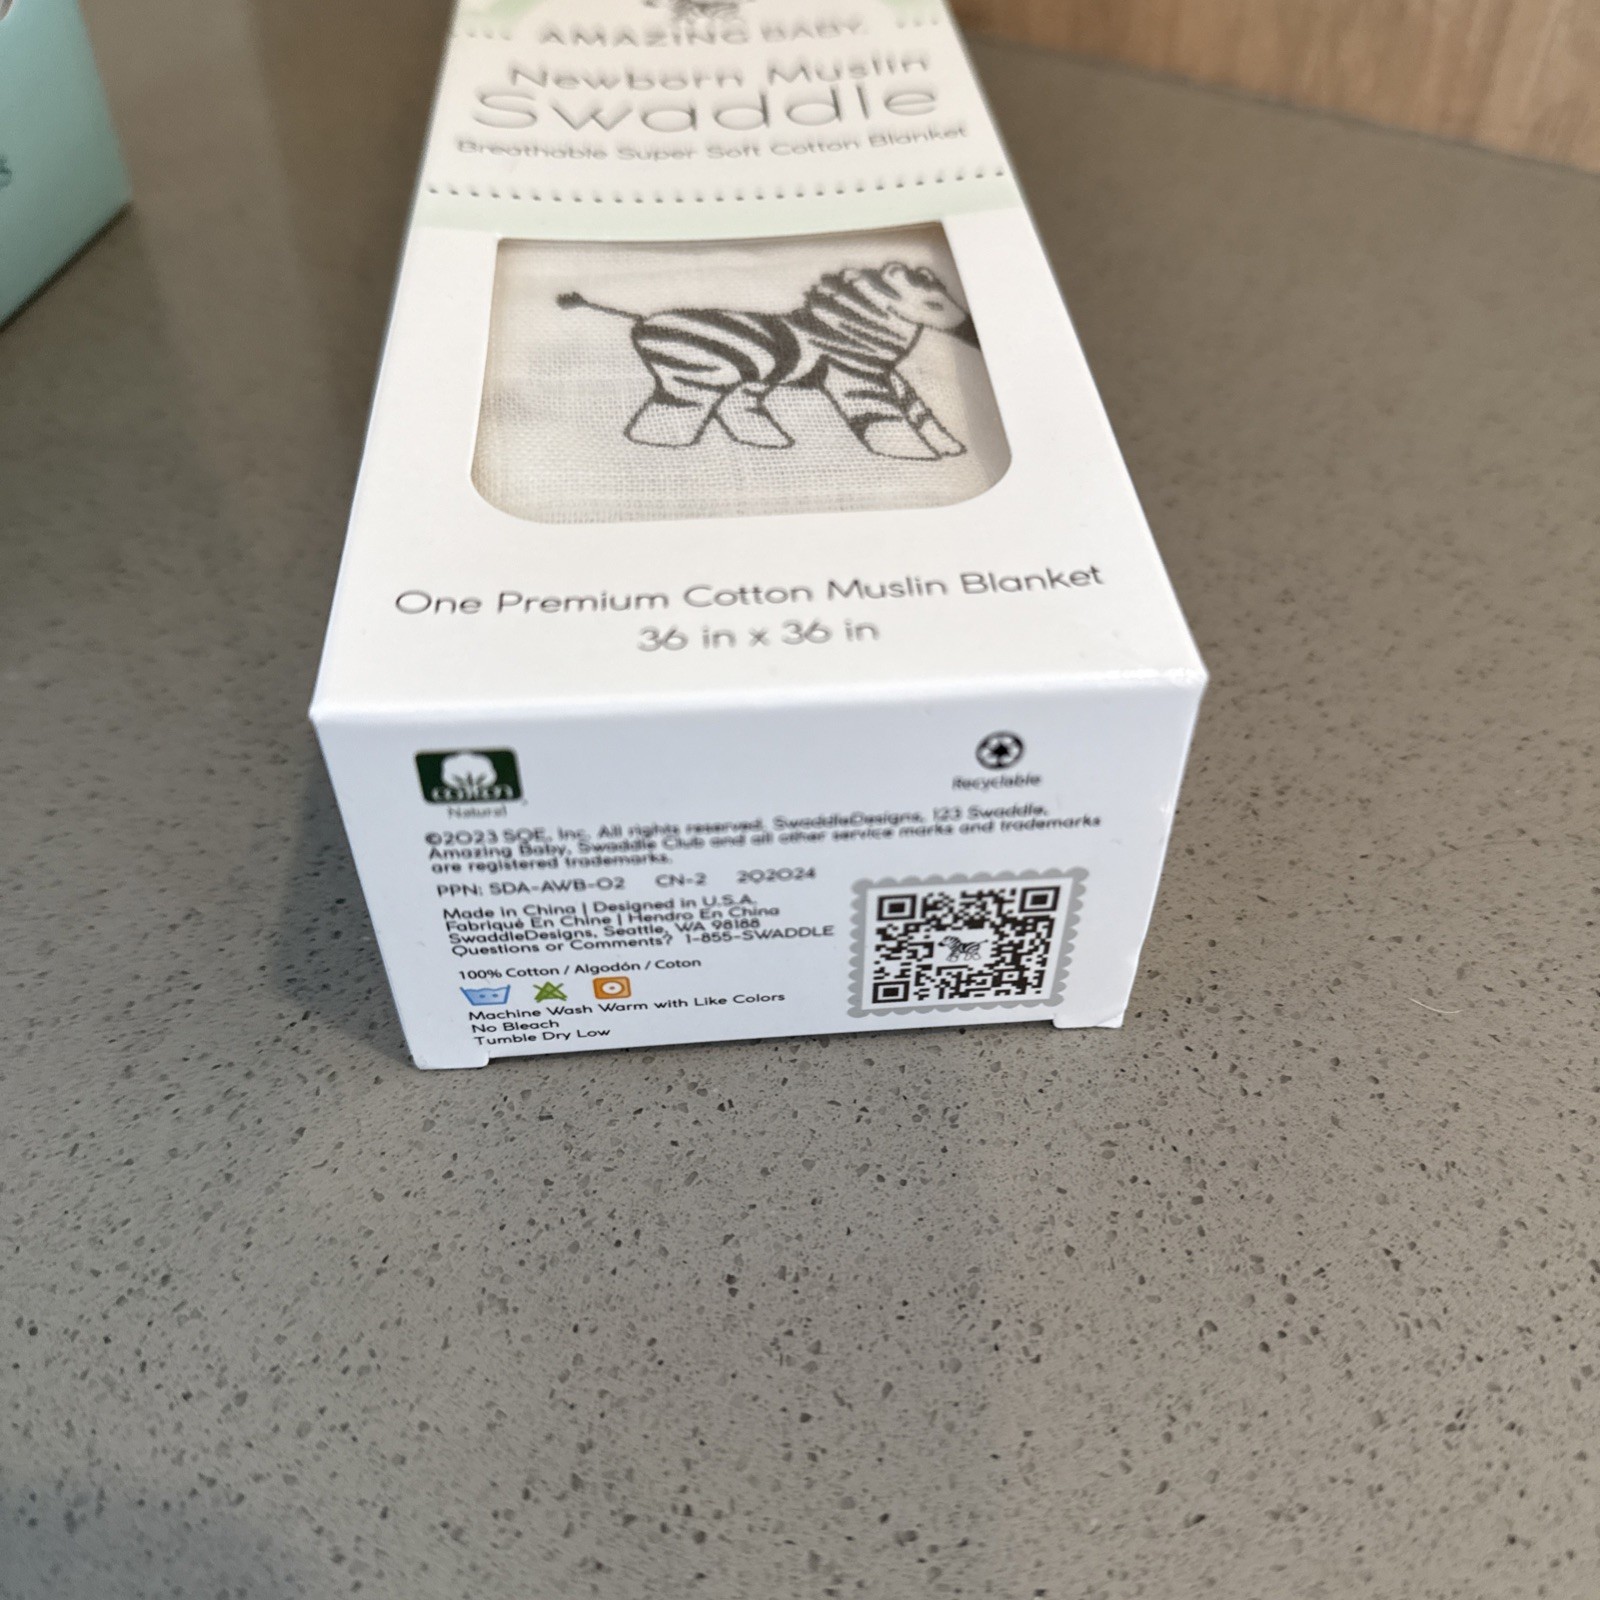 AMAZING BABY
Newborn Muslin
Swaddle
Breathable Super Soft Cotton Blanket
One Premium Cotton Muslin Blanket
36 in x 36 in
COTTON
Natural
Recyclable
©2023 SQE, Inc. All rights reserved. SwaddleDesigns, 123 Swaddle,
Amazing Baby, Swaddle Club and all other service marks and trademarks
are registered trademarks.
PPN: SDA-AWB-02 CN-2 2Q2024
Made in China | Designed in U.S.A.
Fabriqué En Chine | Hendro En China
SwaddleDesigns, Seattle, WA 98188
Questions or Comments? 1-855-SWADDLE
100% Cotton / Algodón / Coton
Machine Wash Warm with Like Colors
No Bleach
Tumble Dry Low